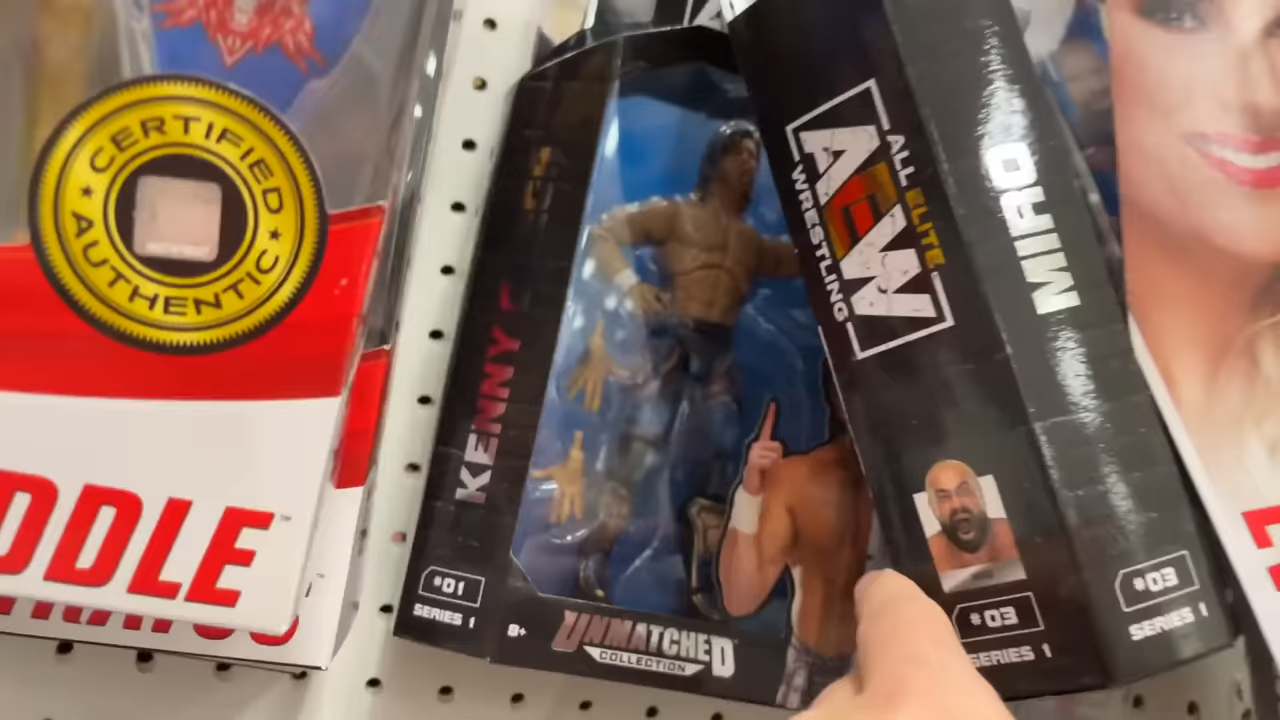 CERTIFIED
AUTHENTIC
DDLE™
KENNY
#01
SERIES 1
8+
UNMATCHED
COLLECTION
ALL ELITE
AEW
WRESTLING
MIRO
#03
SERIES 1
#03
SERIES 1